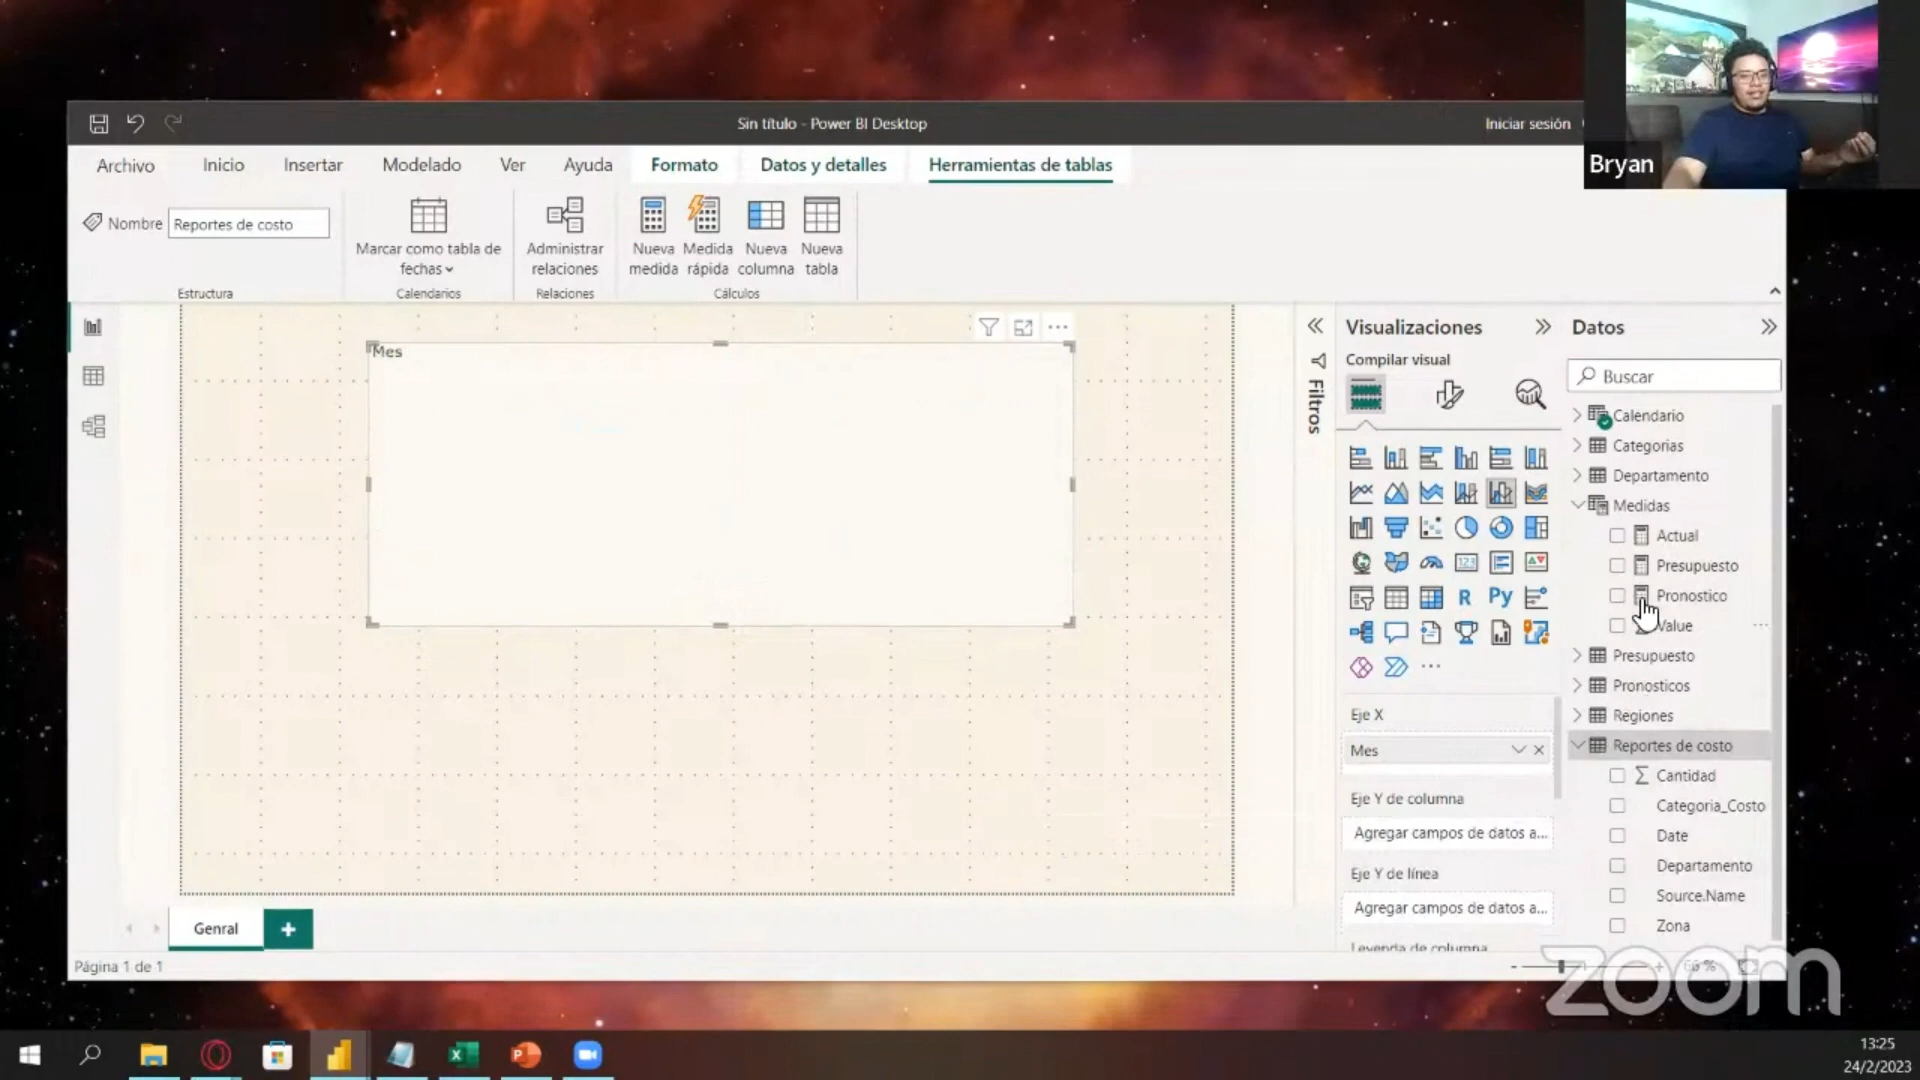 Sin título - Power BI Desktop
Iniciar sesión
Bryan
Archivo
Inicio
Insertar
Modelado
Ver
Ayuda
Formato
Datos y detalles
Herramientas de tablas
Nombre
Reportes de costo
Marcar como tabla de
fechas
Administrar
relaciones
Nueva
medida
Medida
rápida
Nueva
columna
Nueva
tabla
Estructura
Calendarios
Relaciones
Cálculos
Mes
Filtros
Visualizaciones
Compilar visual
123
R
Py
Eje X
Mes
Eje Y de columna
Agregar campos de datos a...
Eje Y de línea
Agregar campos de datos a...
Leyenda de columna
Datos
Buscar
Calendario
Categorias
Departamento
Medidas
Actual
Presupuesto
Pronostico
Value
Presupuesto
Pronosticos
Regiones
Reportes de costo
Σ Cantidad
Categoria_Costo
Date
Departamento
Source.Name
Zona
Genral
+
Página 1 de 1
- + 66 %
zoom
13:25
24/2/2023